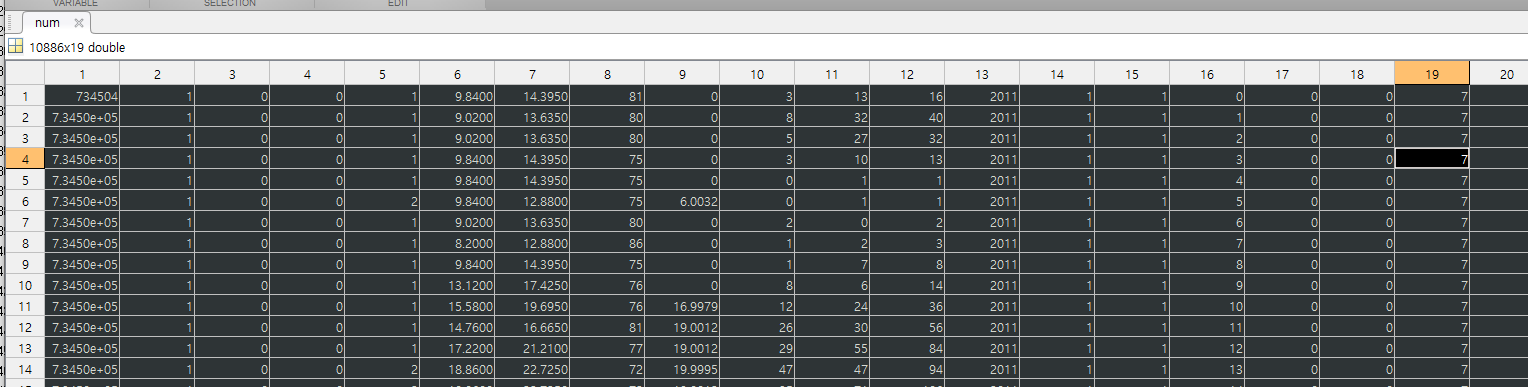 VARIABLE SELECTION EDIT
num
10886x19 double
1 2 3 4 5 6 7 8 9 10 11 12 13 14 15 16 17 18 19 20
1 734504 1 0 0 1 9.8400 14.3950 81 0 3 13 16 2011 1 1 0 0 0 7
2 7.3450e+05 1 0 0 1 9.0200 13.6350 80 0 8 32 40 2011 1 1 1 0 0 7
3 7.3450e+05 1 0 0 1 9.0200 13.6350 80 0 5 27 32 2011 1 1 2 0 0 7
4 7.3450e+05 1 0 0 1 9.8400 14.3950 75 0 3 10 13 2011 1 1 3 0 0 7
5 7.3450e+05 1 0 0 1 9.8400 14.3950 75 0 0 1 1 2011 1 1 4 0 0 7
6 7.3450e+05 1 0 0 2 9.8400 12.8800 75 6.0032 0 1 1 2011 1 1 5 0 0 7
7 7.3450e+05 1 0 0 1 9.0200 13.6350 80 0 2 0 2 2011 1 1 6 0 0 7
8 7.3450e+05 1 0 0 1 8.2000 12.8800 86 0 1 2 3 2011 1 1 7 0 0 7
9 7.3450e+05 1 0 0 1 9.8400 14.3950 75 0 1 7 8 2011 1 1 8 0 0 7
10 7.3450e+05 1 0 0 1 13.1200 17.4250 76 0 8 6 14 2011 1 1 9 0 0 7
11 7.3450e+05 1 0 0 1 15.5800 19.6950 76 16.9979 12 24 36 2011 1 1 10 0 0 7
12 7.3450e+05 1 0 0 1 14.7600 16.6650 81 19.0012 26 30 56 2011 1 1 11 0 0 7
13 7.3450e+05 1 0 0 1 17.2200 21.2100 77 19.0012 29 55 84 2011 1 1 12 0 0 7
14 7.3450e+05 1 0 0 2 18.8600 22.7250 72 19.9995 47 47 94 2011 1 1 13 0 0 7